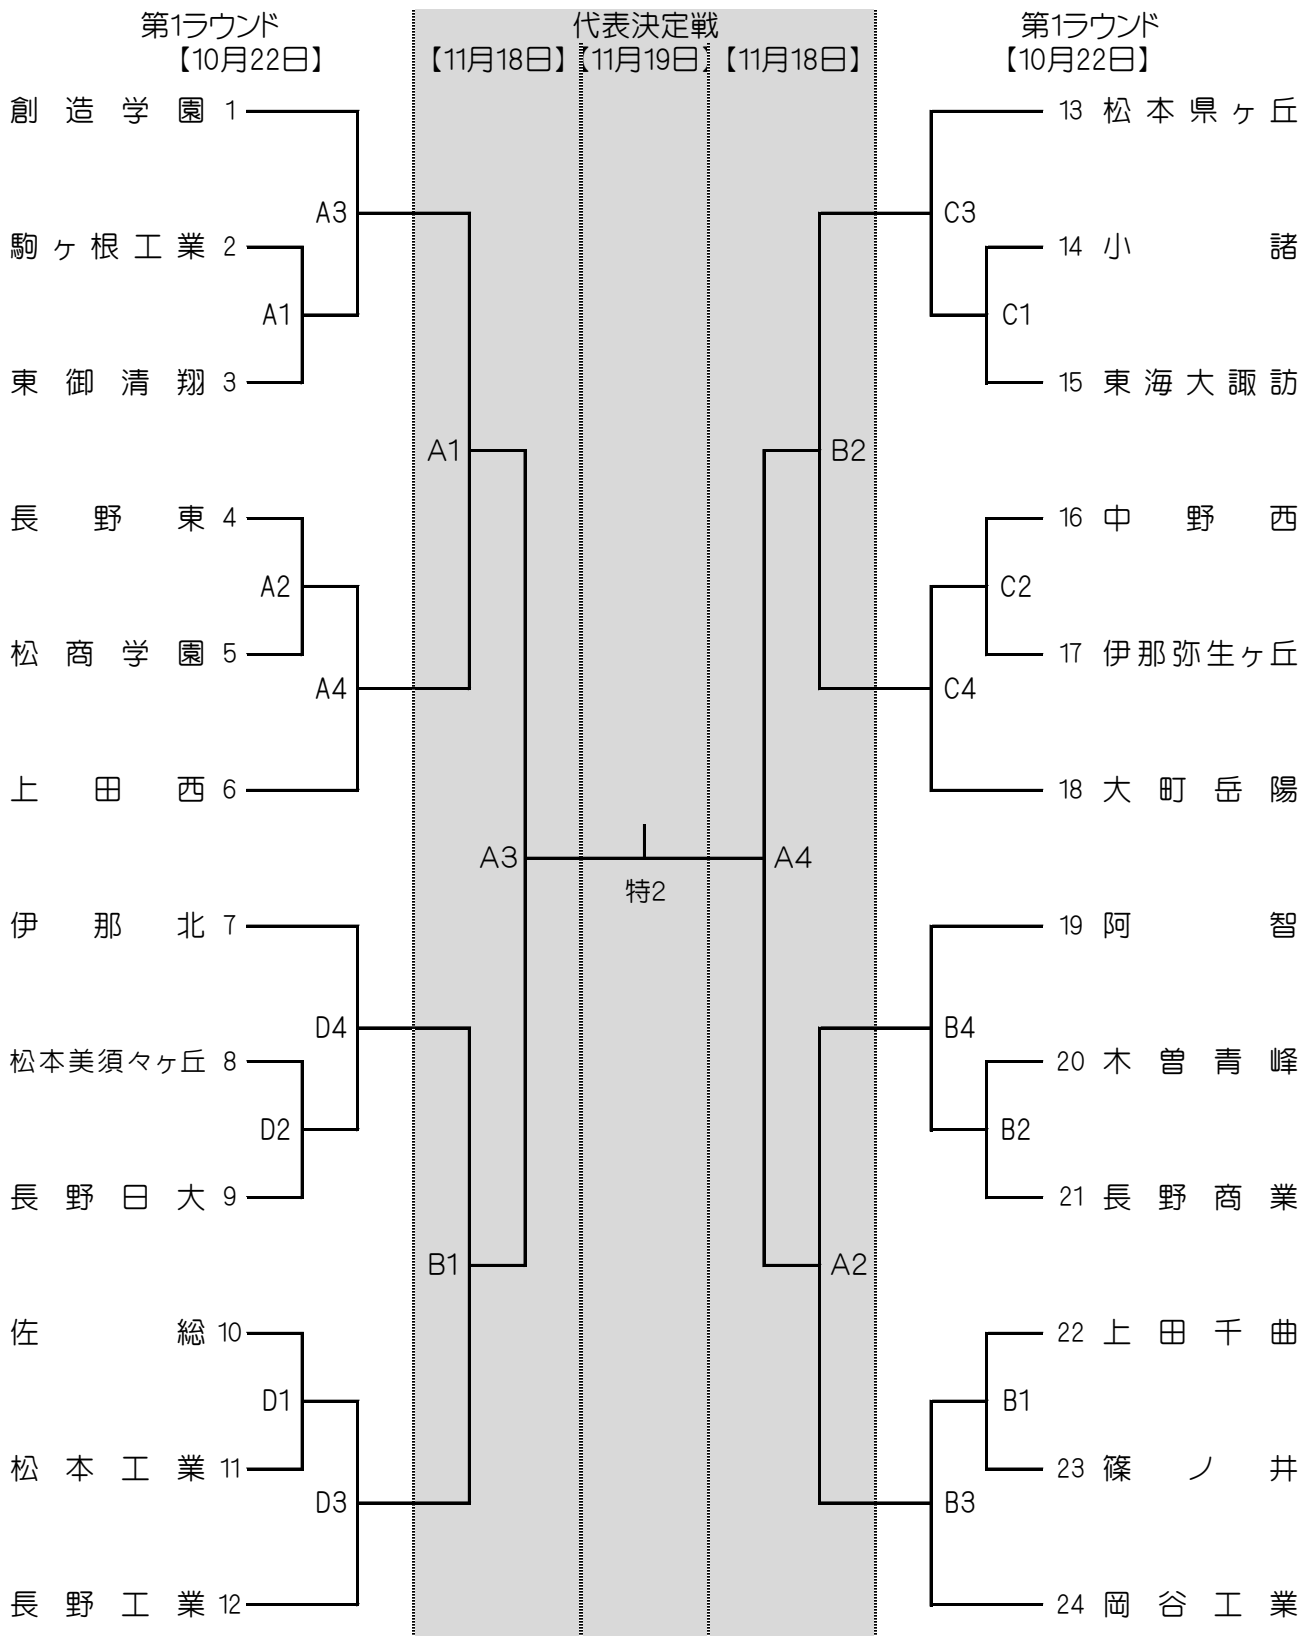 第1ラウンド 代表決定戦 第1ラウンド
【10月22日】 【11月18日】 【11月19日】 【11月18日】 【10月22日】
創造学園 1 13 松本県ヶ丘
A3 C3
駒ヶ根工業 2 14 小諸
A1 C1
東御清翔 3 15 東海大諏訪
A1 B2
長野東 4 16 中野西
A2 C2
松商学園 5 17 伊那弥生ヶ丘
A4 C4
上田西 6 18 大町岳陽
A3 A4
特2
伊那北 7 19 阿智
D4 B4
松本美須々ヶ丘 8 20 木曽青峰
D2 B2
長野日大 9 21 長野商業
B1 A2
佐総 10 22 上田千曲
D1 B1
松本工業 11 23 篠ノ井
D3 B3
長野工業 12 24 岡谷工業